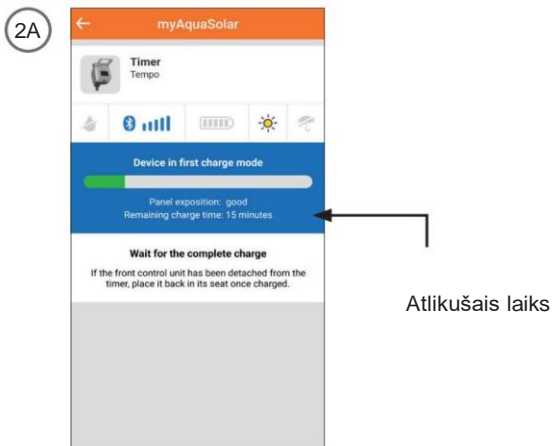 2A
myAquaSolar
Timer
Tempo
Device in first charge mode
Panel exposition: good
Remaining charge time: 15 minutes
Wait for the complete charge
If the front control unit has been detached from the
timer, place it back in its seat once charged.
Atlikušais laiks